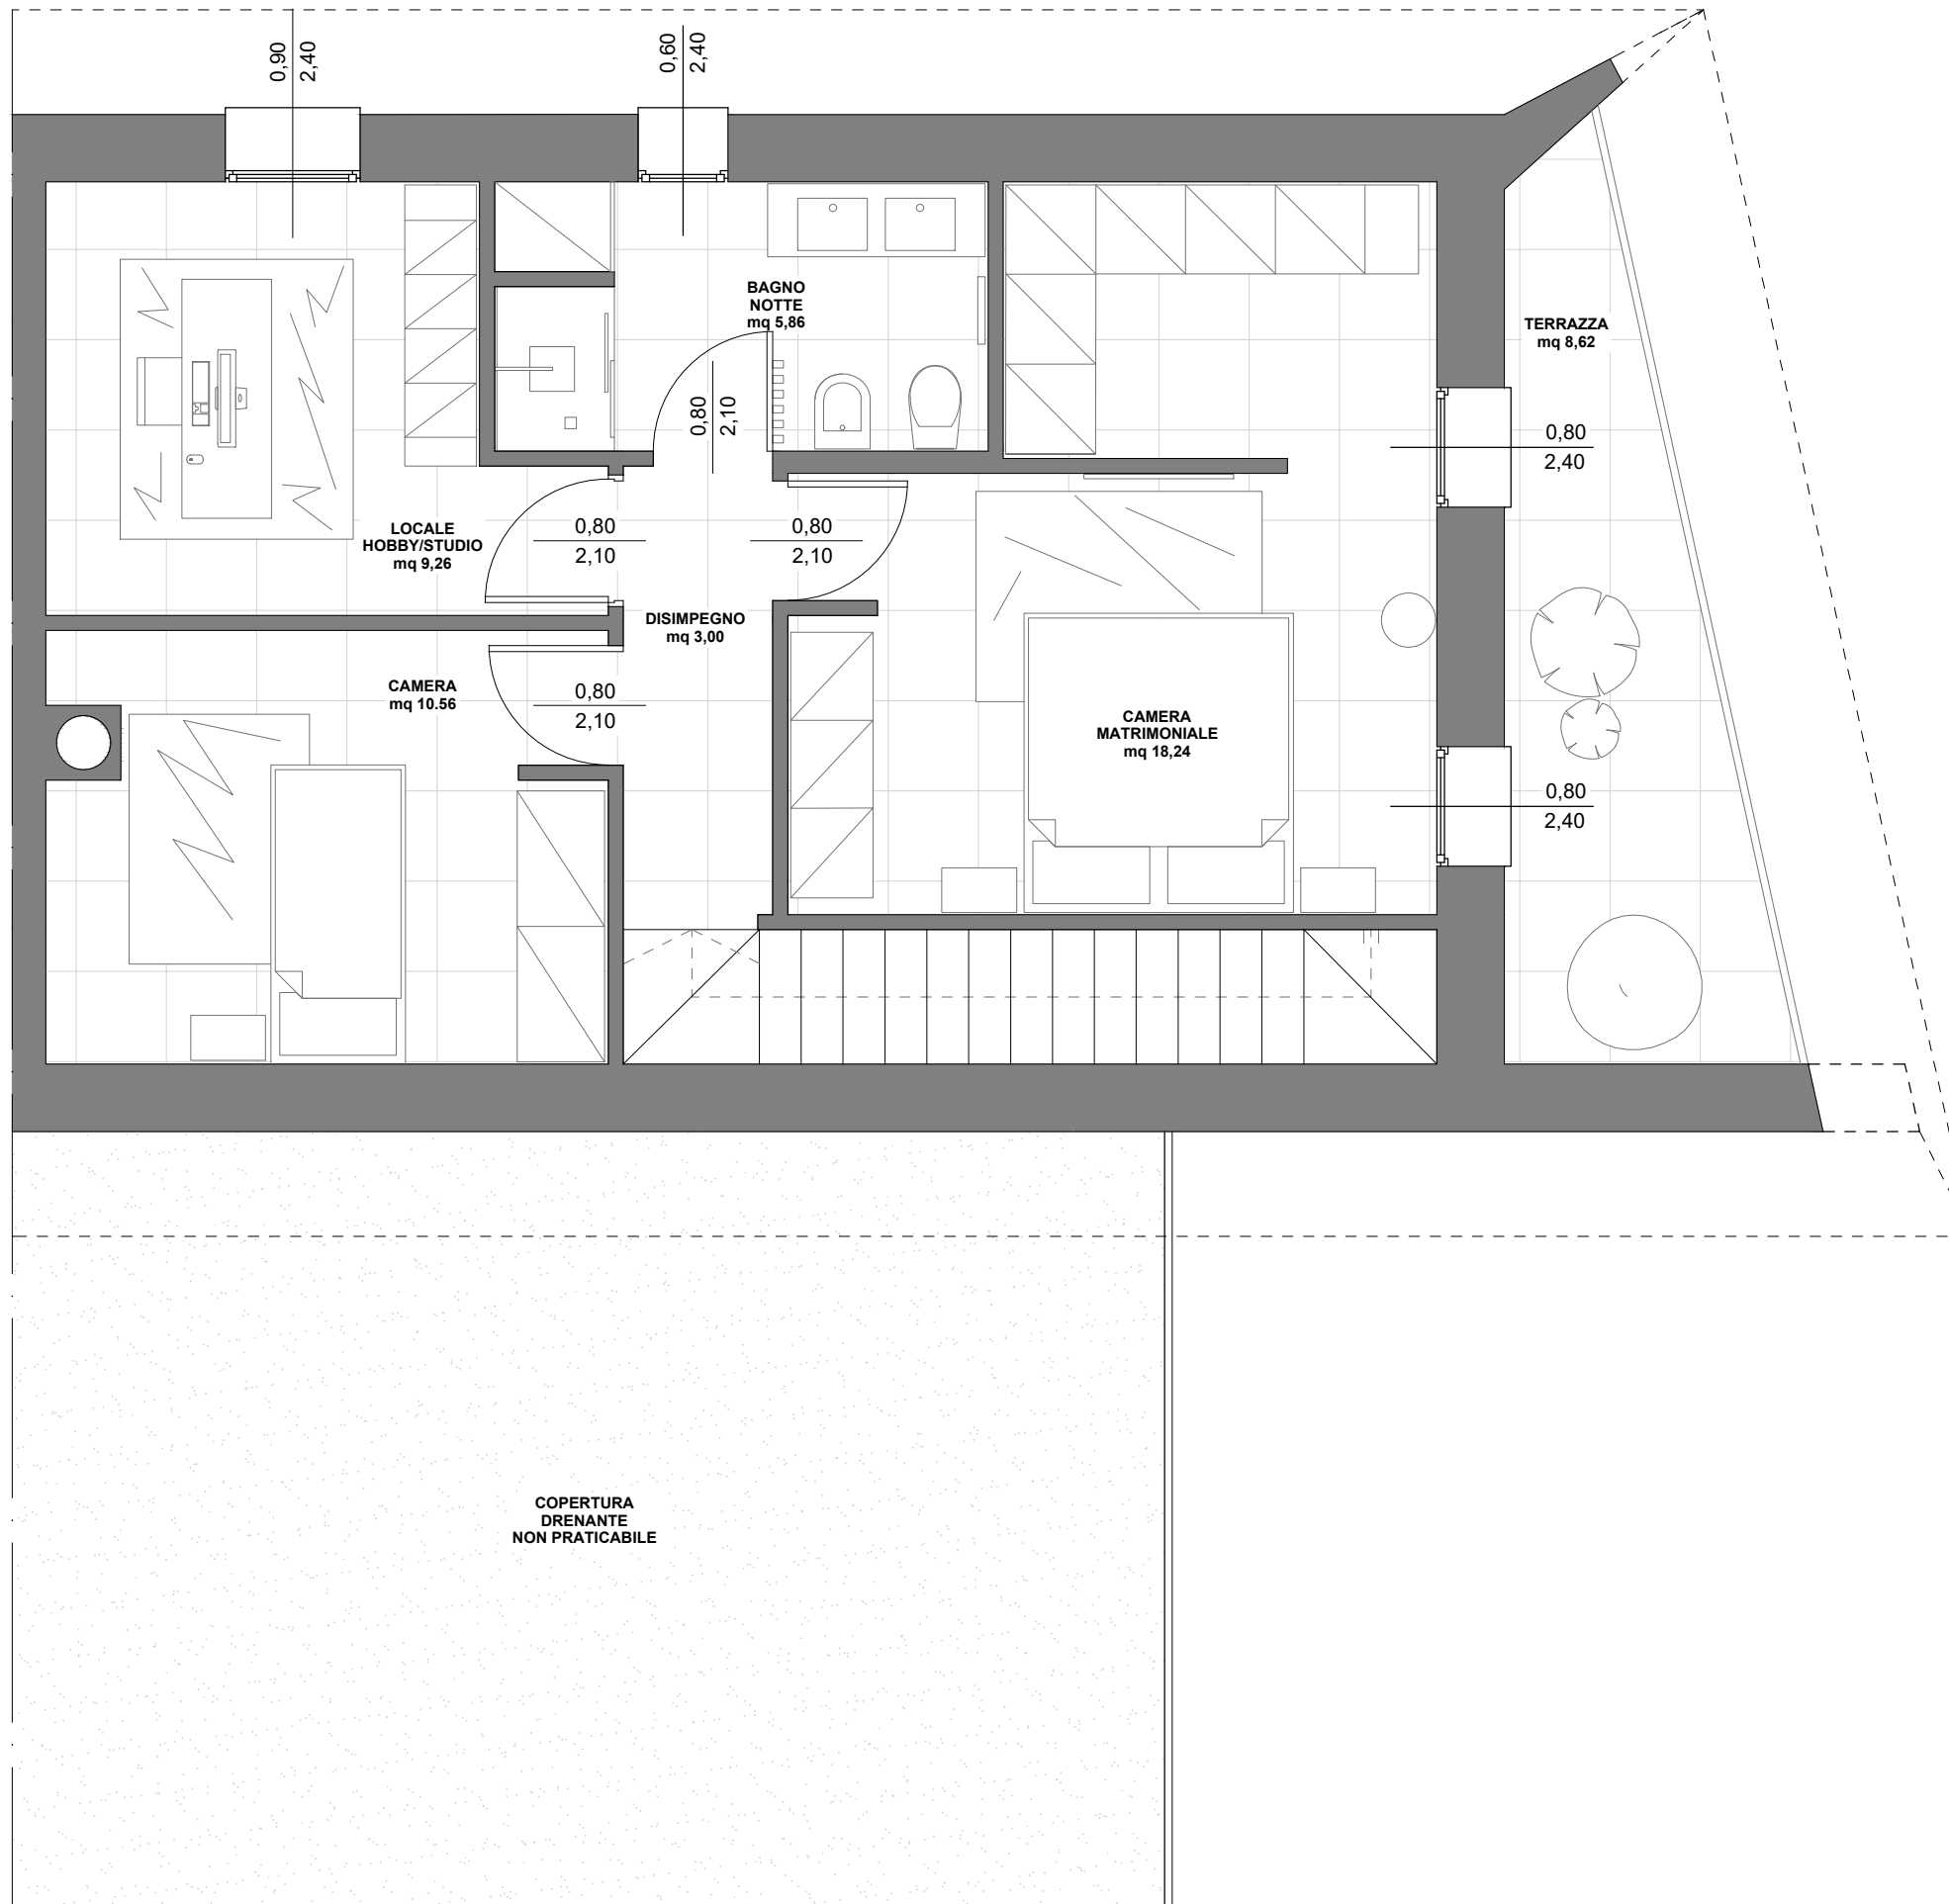 0,90
2,40
0,60
2,40
BAGNO
NOTTE
mq 5,86
TERRAZZA
mq 8,62
0,80
2,10
0,80
2,40
LOCALE
HOBBY/STUDIO
mq 9,26
0,80
2,10
0,80
2,10
DISIMPEGNO
mq 3,00
CAMERA
mq 10.56
0,80
2,10
CAMERA
MATRIMONIALE
mq 18,24
0,80
2,40
COPERTURA
DRENANTE
NON PRATICABILE